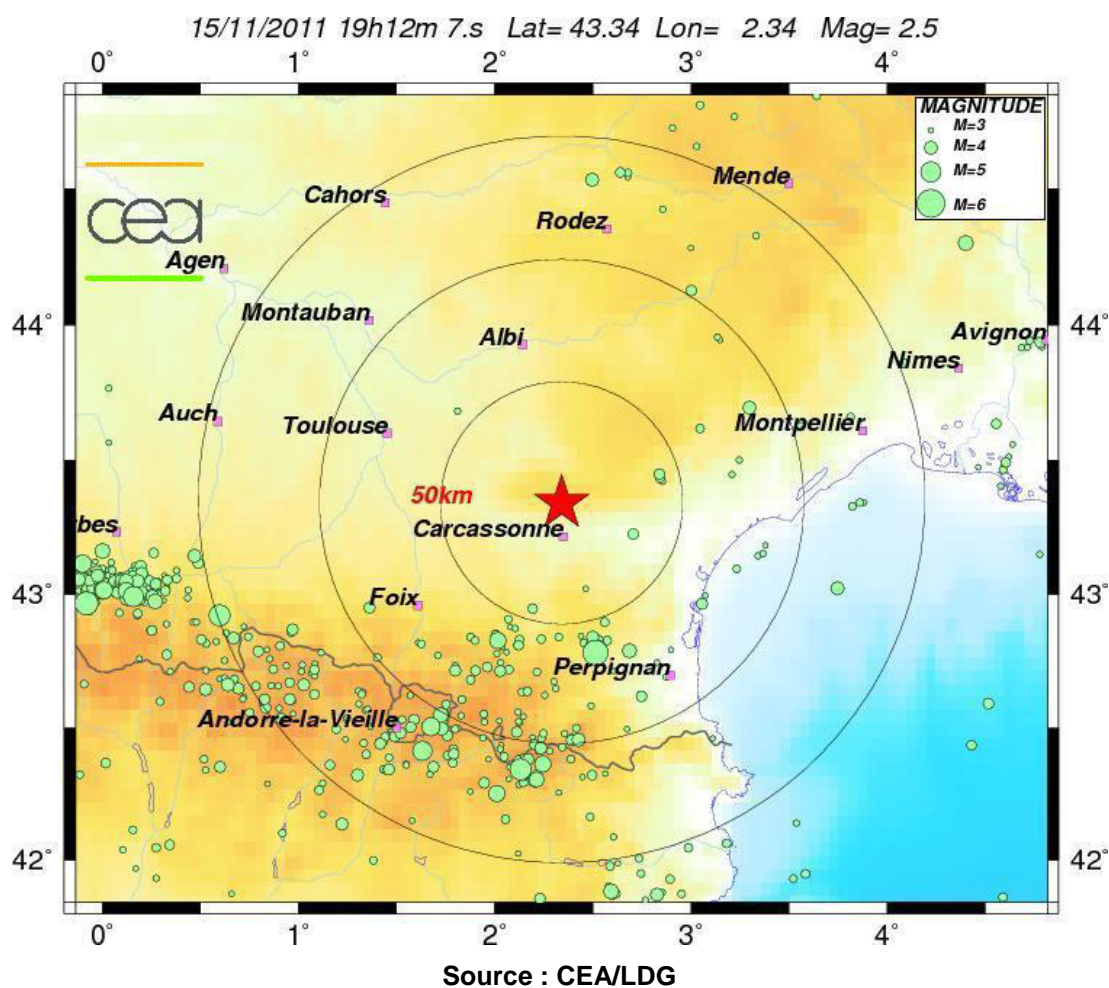 15/11/2011 19h12m 7.s Lat= 43.34 Lon= 2.34 Mag= 2.5
0° 1° 2° 3° 4°
MAGNITUDE
M=3
M=4
M=5
M=6
cea
Mende
Cahors
Rodez
Agen
Montauban
44° 44°
Albi
Avignon
Nimes
Auch
Toulouse
Montpellier
50km
Carcassonne
bes
43° 43°
Foix
Perpignan
Andorre-la-Vieille
42° 42°
0° 1° 2° 3° 4°
Source : CEA/LDG